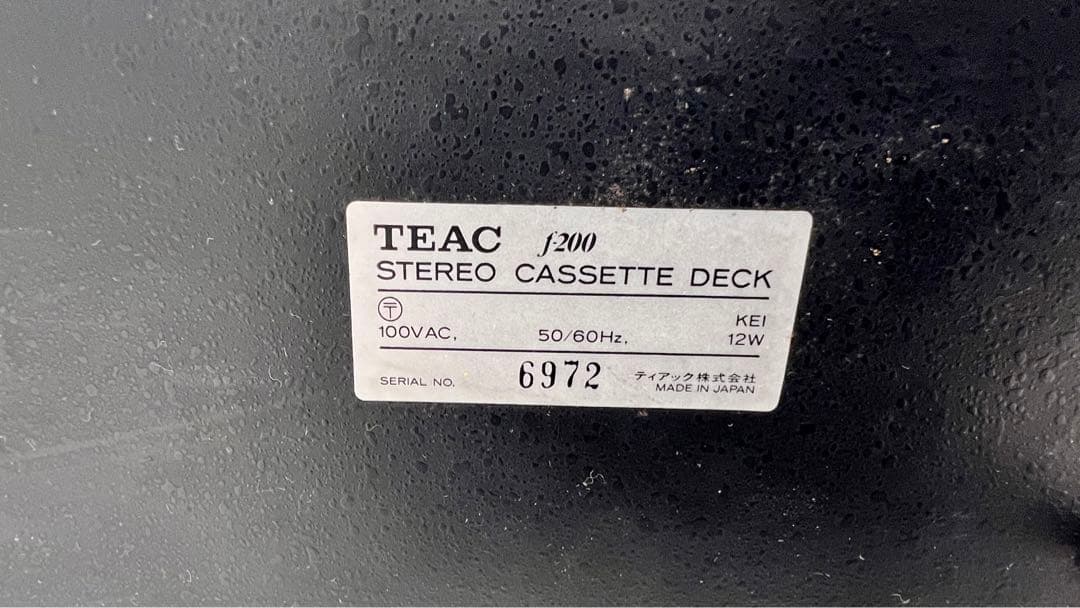 TEAC f-200
STEREO CASSETTE DECK
〒 KEI
100VAC, 50/60Hz, 12W
SERIAL NO. 6972 ティアック株式会社
MADE IN JAPAN